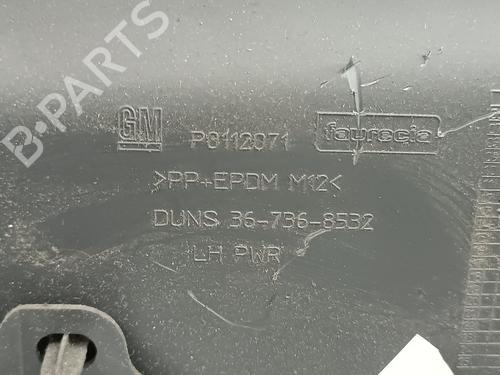 B-PARTS
GM P8112071 faurecia
>PP+EPDM M12<
DUNS 36-736-8532
LH PWR